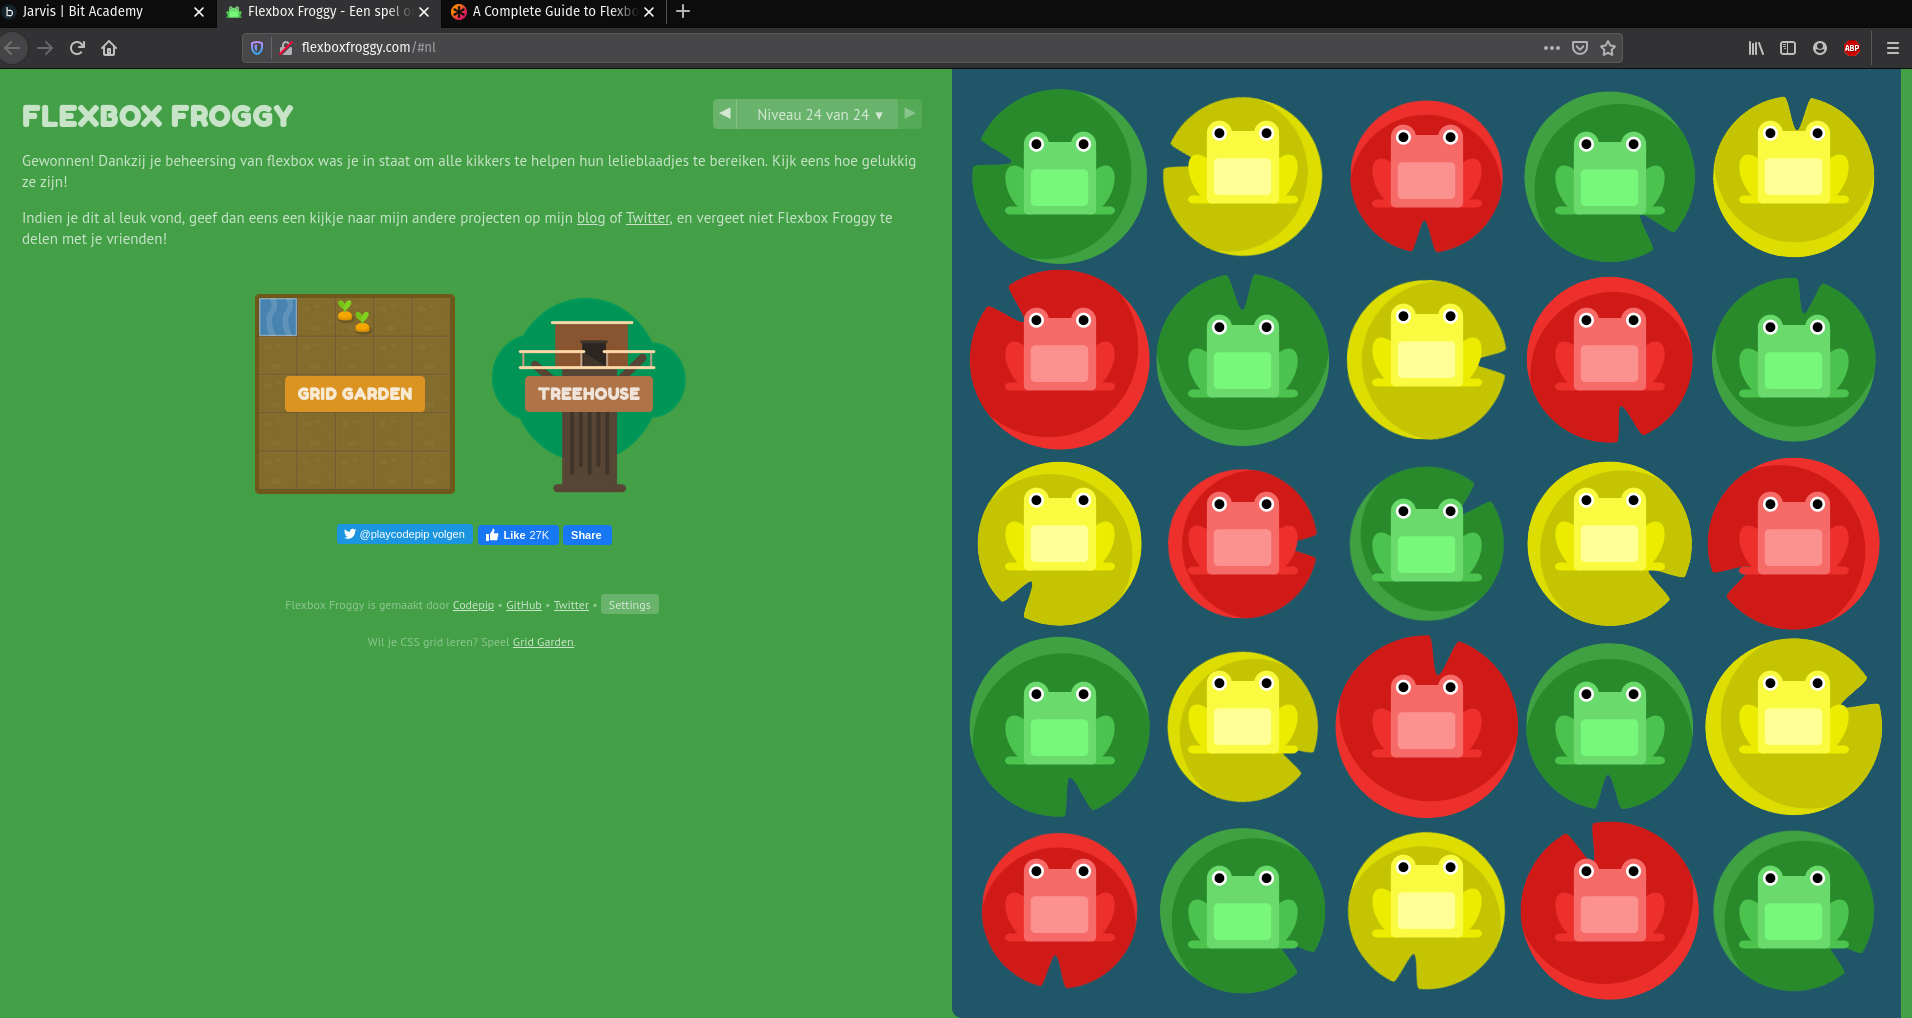 Jarvis | Bit Academy
Flexbox Froggy - Een spel o
A Complete Guide to Flexbo
flexboxfroggy.com/#nl
ABP
FLEXBOX FROGGY
◀ Niveau 24 van 24 ▼ ▶
Gewonnen! Dankzij je beheersing van flexbox was je in staat om alle kikkers te helpen hun lelieblaadjes te bereiken. Kijk eens hoe gelukkig
ze zijn!
Indien je dit al leuk vond, geef dan eens een kijkje naar mijn andere projecten op mijn blog of Twitter, en vergeet niet Flexbox Froggy te
delen met je vrienden!
GRID GARDEN
TREEHOUSE
@playcodepip volgen
Like 27K
Share
Flexbox Froggy is gemaakt door Codepip • GitHub • Twitter • Settings
Wil je CSS grid leren? Speel Grid Garden.